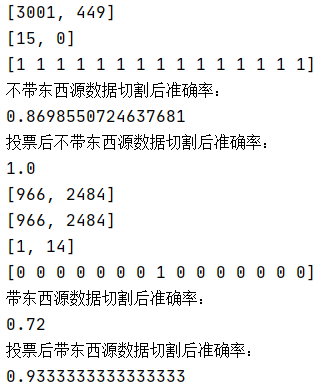 [3001, 449]
[15, 0]
[1 1 1 1 1 1 1 1 1 1 1 1 1 1 1]
不带东西源数据切割后准确率:
0.8698550724637681
投票后不带东西源数据切割后准确率:
1.0
[966, 2484]
[966, 2484]
[1, 14]
[0 0 0 0 0 0 0 1 0 0 0 0 0 0 0]
带东西源数据切割后准确率:
0.72
投票后带东西源数据切割后准确率:
0.9333333333333333